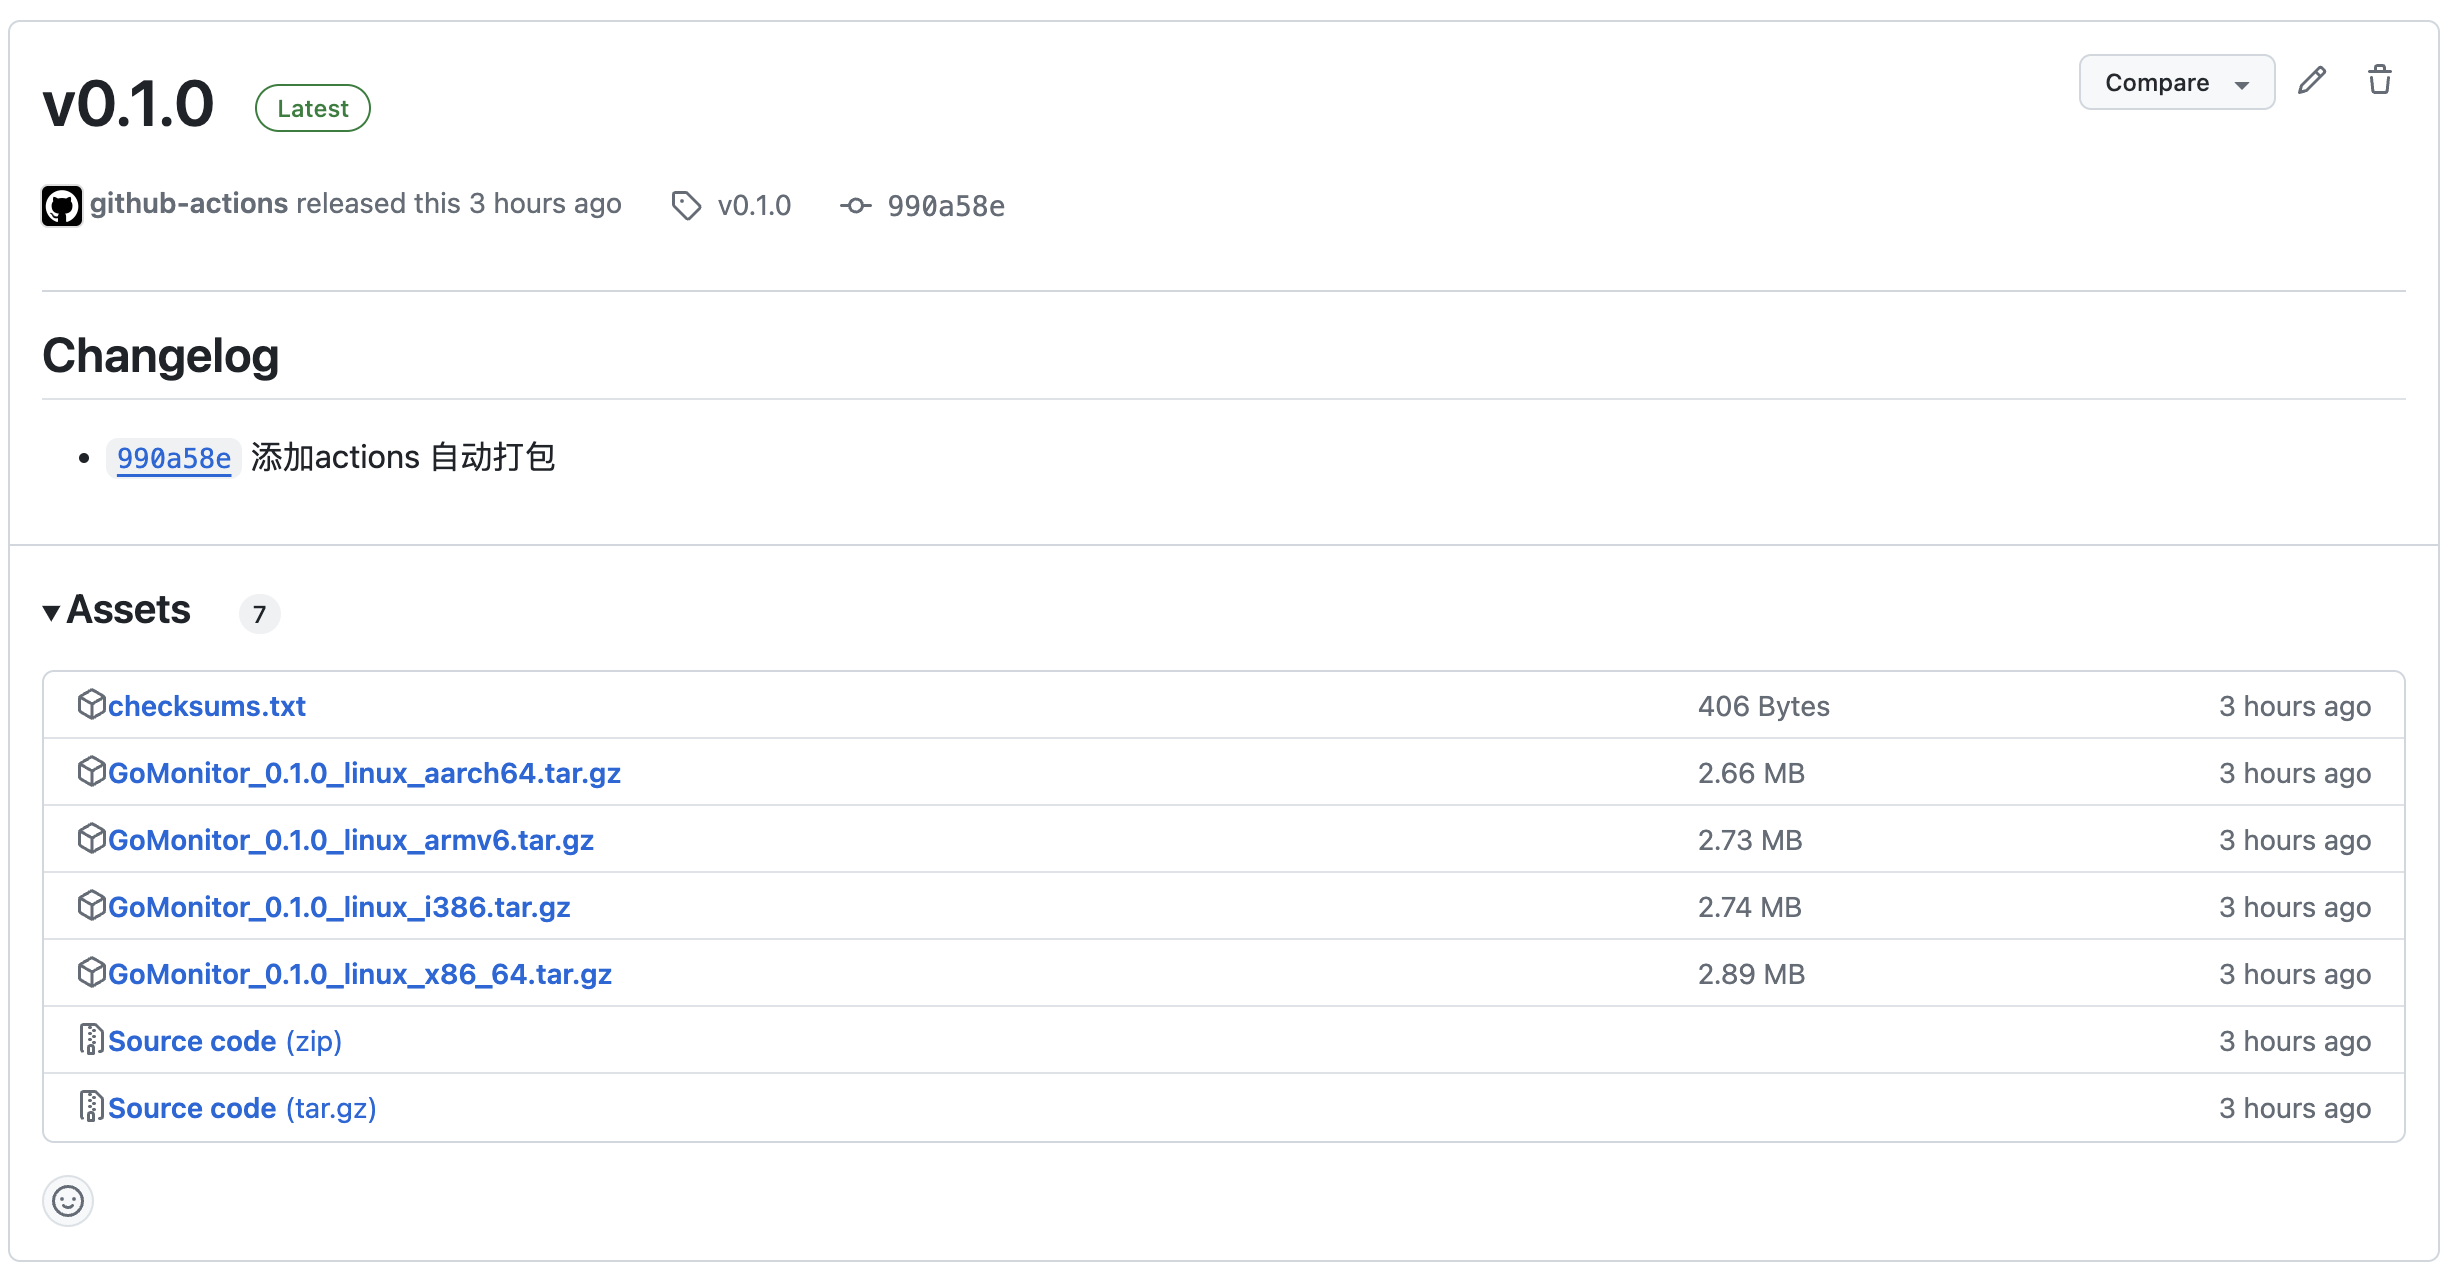 v0.1.0 Latest Compare
github-actions released this 3 hours ago v0.1.0 990a58e
Changelog
990a58e 添加actions 自动打包
Assets 7
checksums.txt 406 Bytes 3 hours ago
GoMonitor_0.1.0_linux_aarch64.tar.gz 2.66 MB 3 hours ago
GoMonitor_0.1.0_linux_armv6.tar.gz 2.73 MB 3 hours ago
GoMonitor_0.1.0_linux_i386.tar.gz 2.74 MB 3 hours ago
GoMonitor_0.1.0_linux_x86_64.tar.gz 2.89 MB 3 hours ago
Source code (zip) 3 hours ago
Source code (tar.gz) 3 hours ago